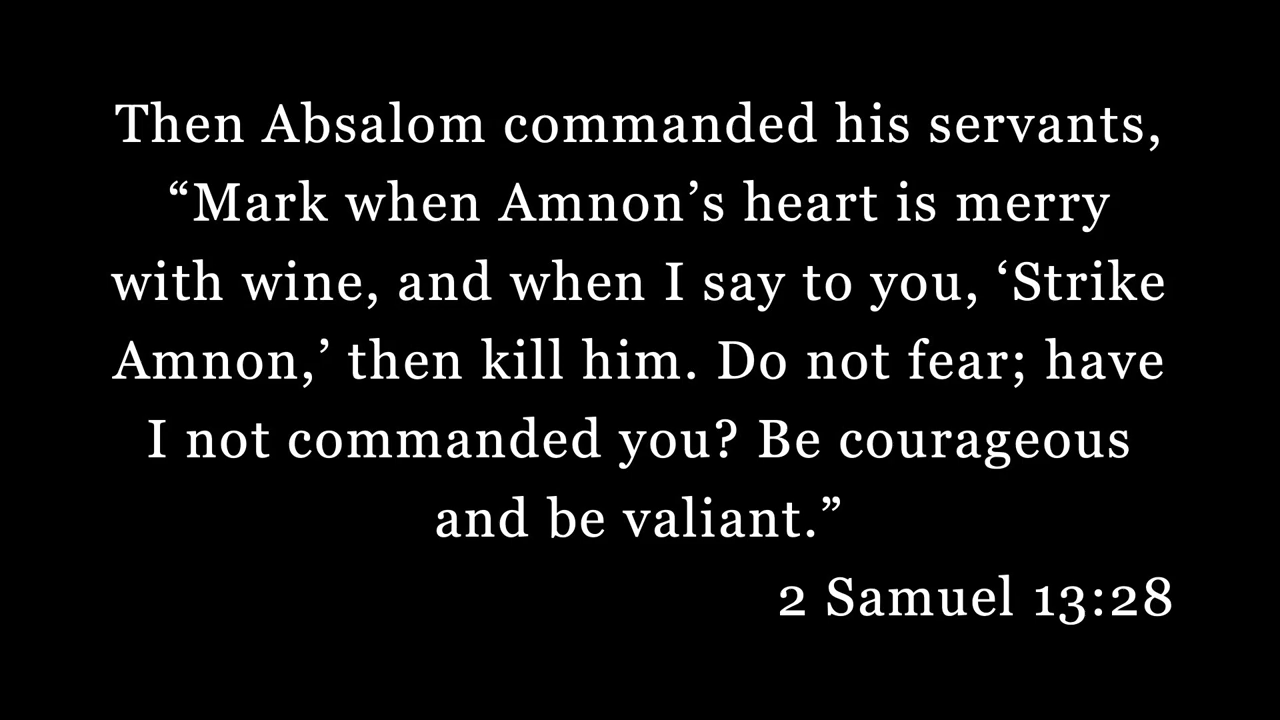 Then Absalom commanded his servants,
“Mark when Amnon’s heart is merry
with wine, and when I say to you, ‘Strike
Amnon,’ then kill him. Do not fear; have
I not commanded you? Be courageous
and be valiant.”
2 Samuel 13:28